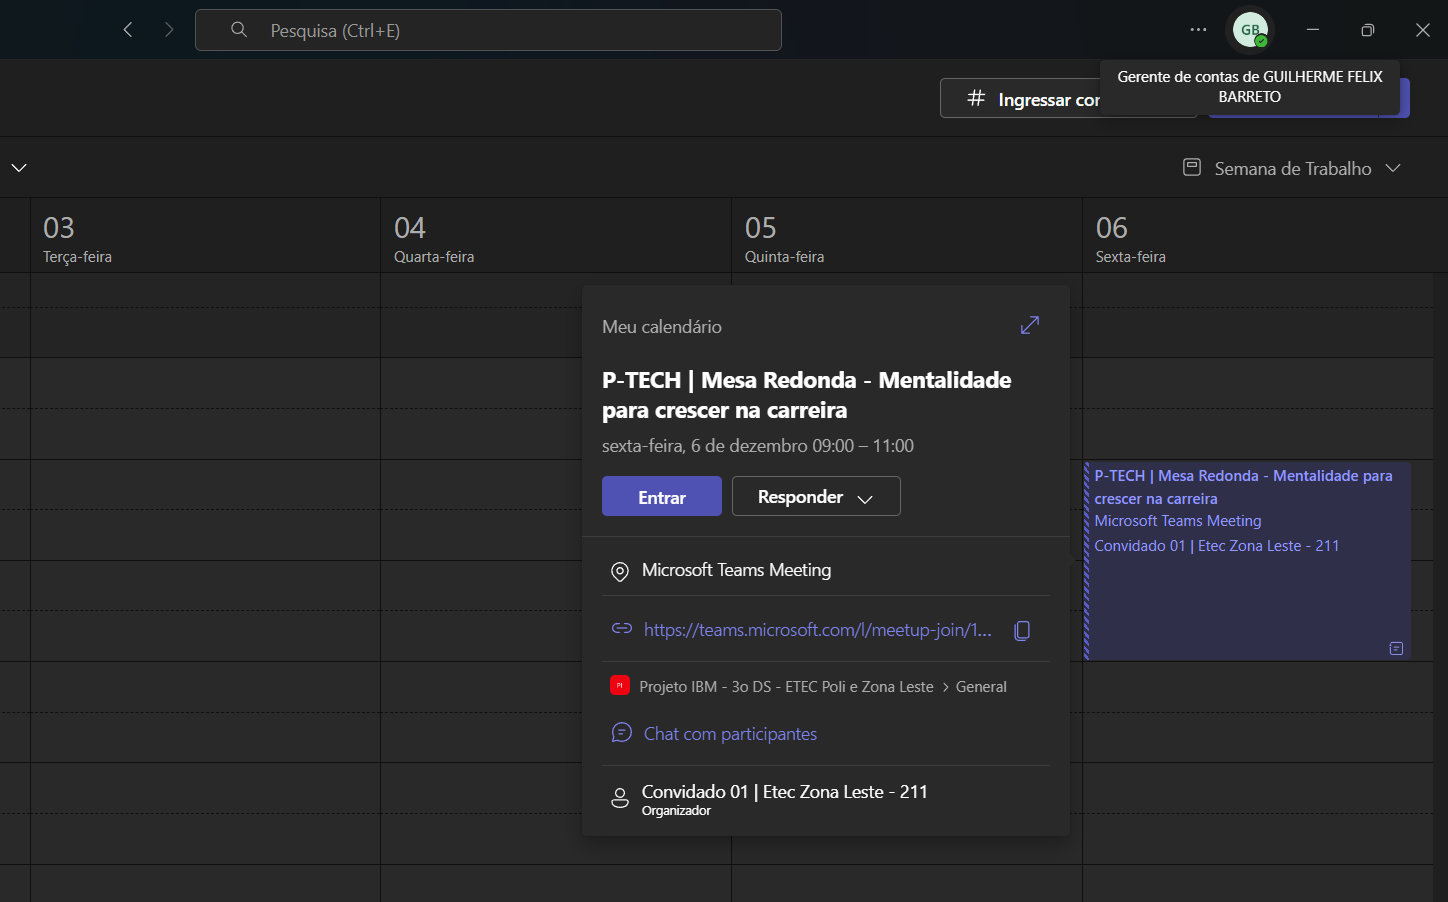 Pesquisa (Ctrl+E)
GB
Gerente de contas de GUILHERME FELIX
BARRETO
Ingressar cor
Semana de Trabalho
03
Terça-feira
04
Quarta-feira
05
Quinta-feira
06
Sexta-feira
Meu calendário
P-TECH | Mesa Redonda - Mentalidade
para crescer na carreira
sexta-feira, 6 de dezembro 09:00 – 11:00
Entrar
Responder
Microsoft Teams Meeting
https://teams.microsoft.com/l/meetup-join/1...
PI
Projeto IBM - 3o DS - ETEC Poli e Zona Leste > General
Chat com participantes
Convidado 01 | Etec Zona Leste - 211
Organizador
P-TECH | Mesa Redonda - Mentalidade para
crescer na carreira
Microsoft Teams Meeting
Convidado 01 | Etec Zona Leste - 211